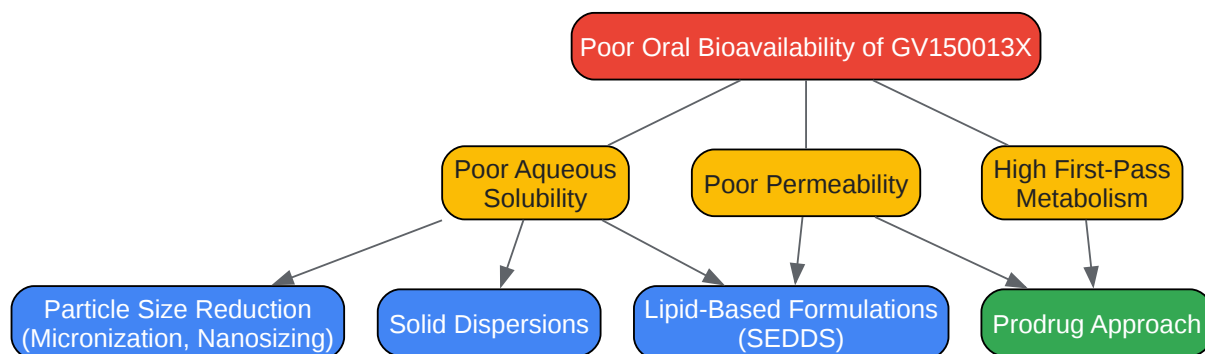 Poor Oral Bioavailability of GV150013X
Poor Aqueous
Solubility
Poor Permeability
High First-Pass
Metabolism
Particle Size Reduction
(Micronization, Nanosizing)
Solid Dispersions
Lipid-Based Formulations
(SEDDS)
Prodrug Approach